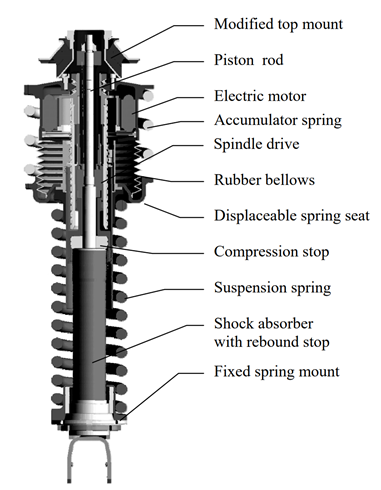 Modified top mount
Piston rod
Electric motor
Accumulator spring
Spindle drive
Rubber bellows
Displaceable spring seat
Compression stop
Suspension spring
Shock absorber
with rebound stop
Fixed spring mount